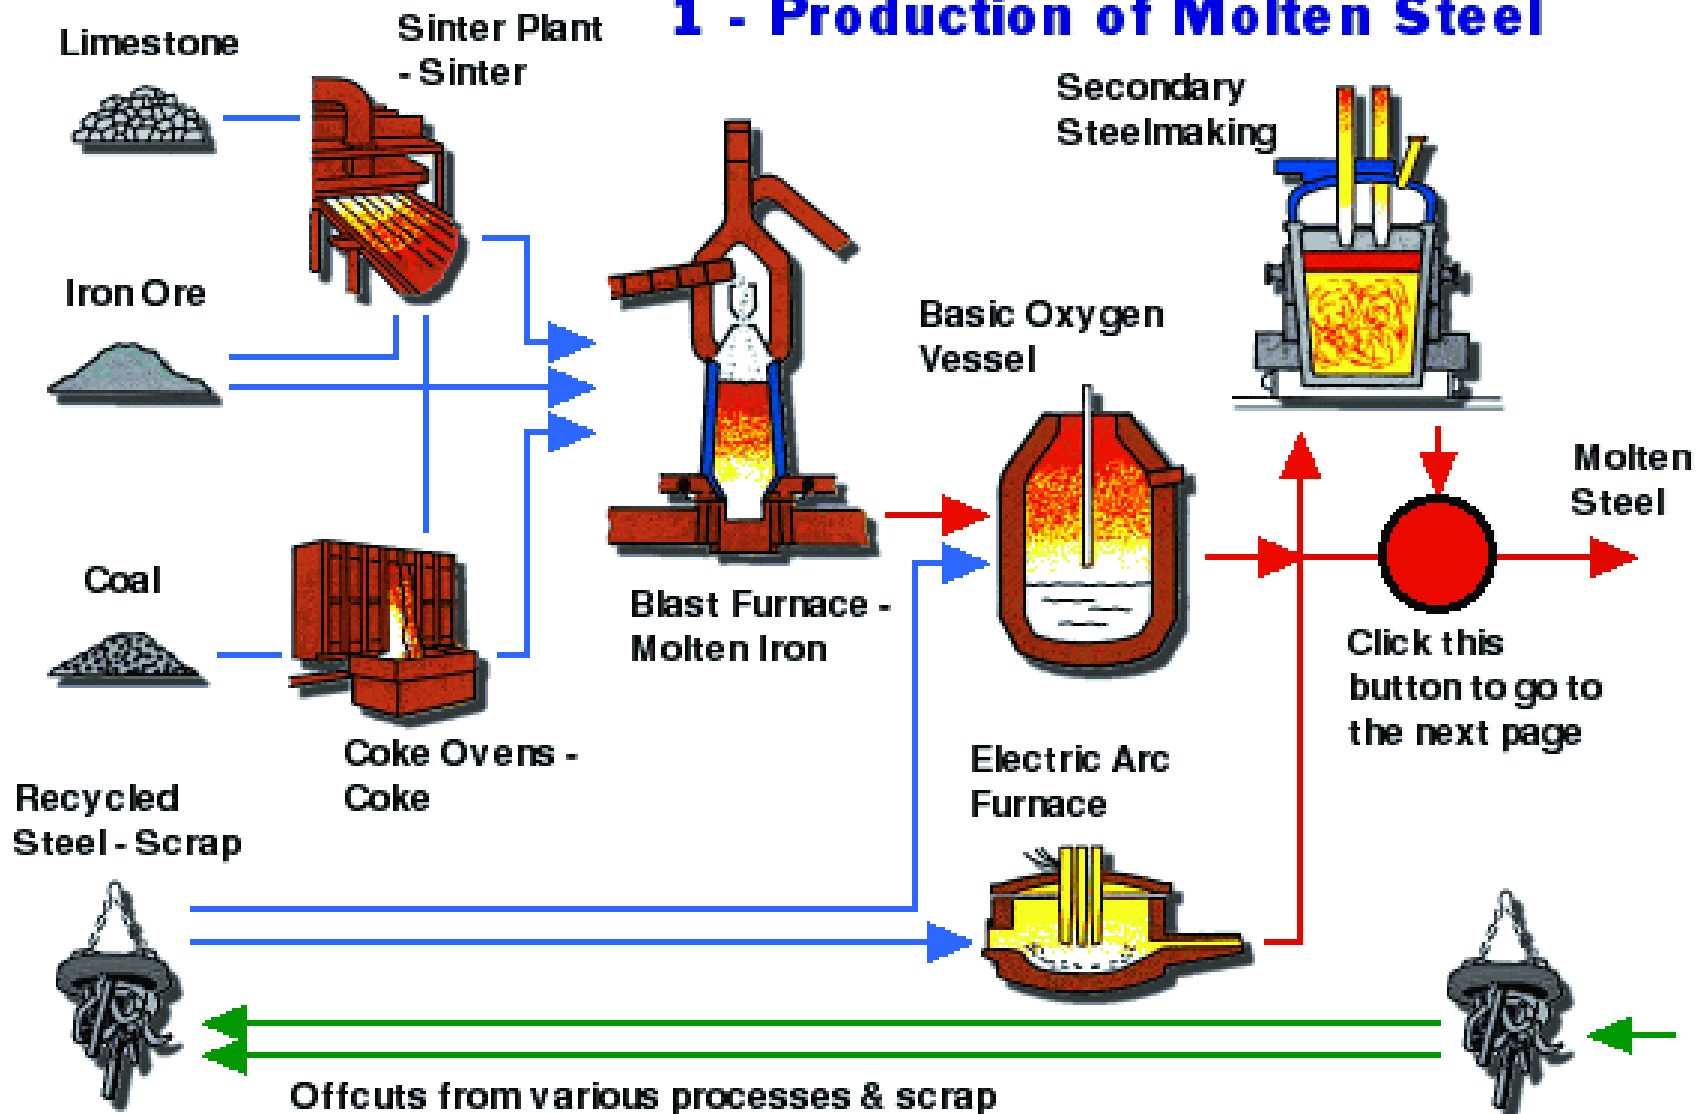 1 - Production of Molten Steel
Limestone
Sinter Plant
- Sinter
Secondary
Steelmaking
Iron Ore
Basic Oxygen
Vessel
Molten
Steel
Coal
Blast Furnace -
Molten Iron
Click this
button to go to
the next page
Coke Ovens -
Coke
Electric Arc
Furnace
Recycled
Steel - Scrap
Offcuts from various processes & scrap